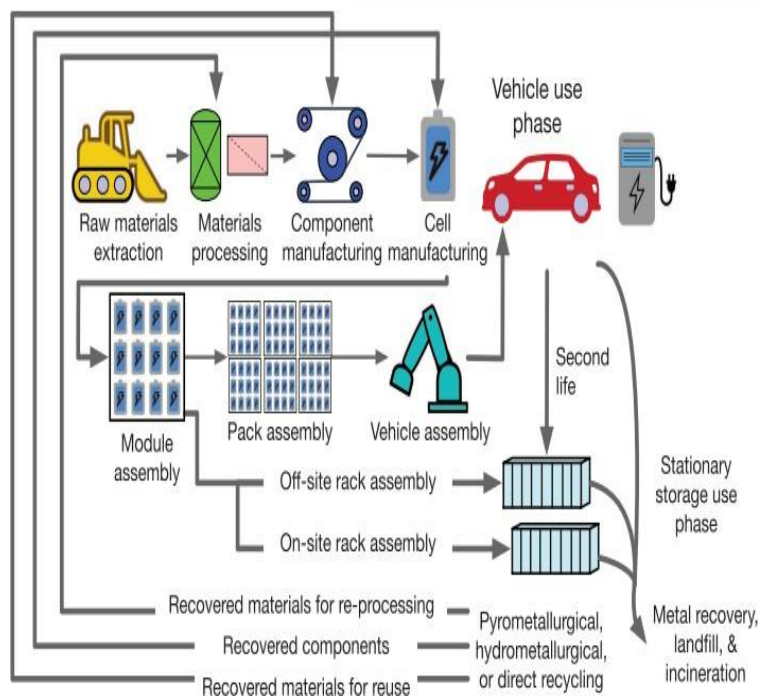 Vehicle use
phase
Raw materials
extraction
Materials
processing
Component
manufacturing
Cell
manufacturing
Module
assembly
Pack assembly
Vehicle assembly
Second
life
Off-site rack assembly
On-site rack assembly
Stationary
storage use
phase
Recovered materials for re-processing
Recovered components
Recovered materials for reuse
Pyrometallurgical,
hydrometallurgical,
or direct recycling
Metal recovery,
landfill, &
incineration